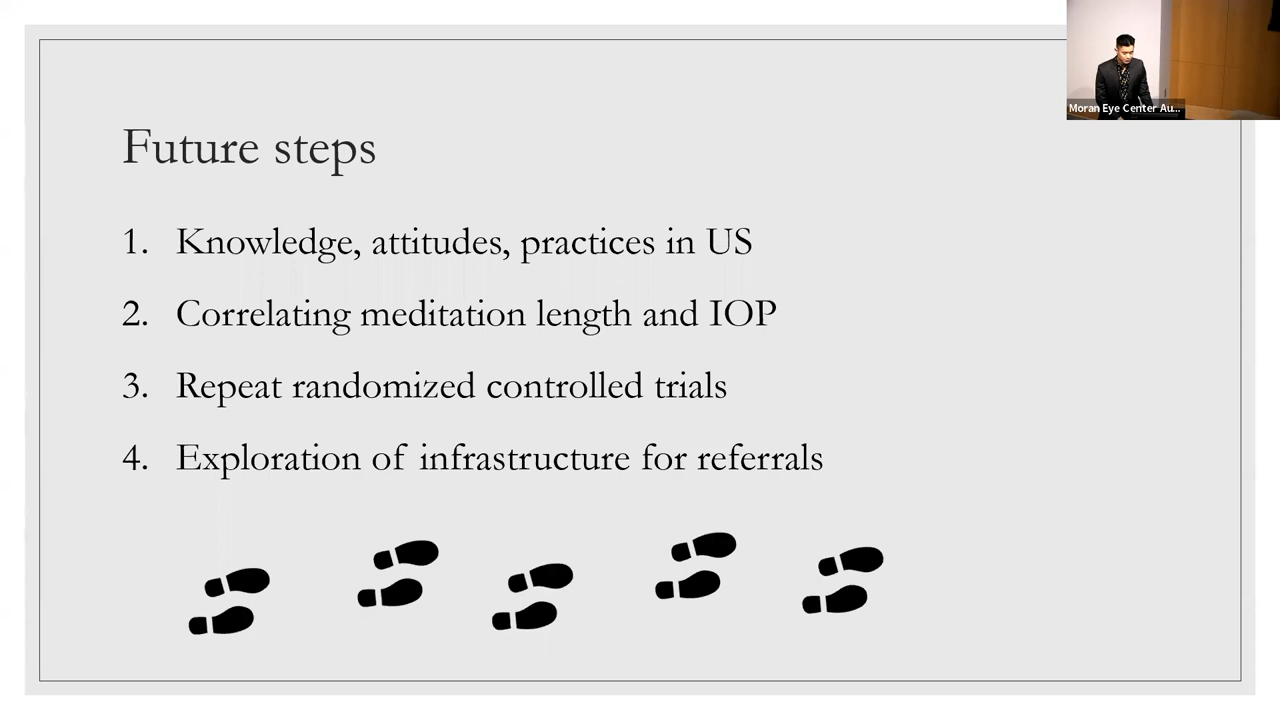 Moran Eye Center Au...
Future steps
1. Knowledge, attitudes, practices in US
2. Correlating meditation length and IOP
3. Repeat randomized controlled trials
4. Exploration of infrastructure for referrals